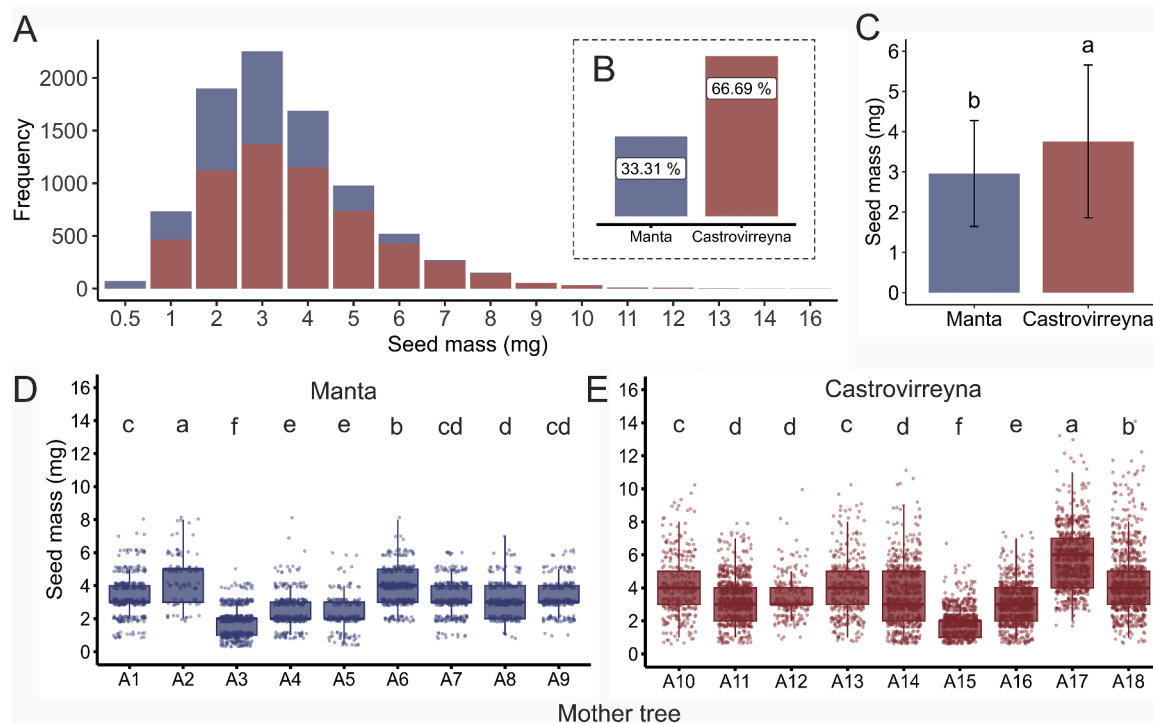 A
Frequency
2000
1500
1000
500
0
0.5 1 2 3 4 5 6 7 8 9 10 11 12 13 14 16
Seed mass (mg)
B
33.31 %
66.69 %
Manta Castrovirreyna
C
Seed mass (mg)
6
5
4
3
2
1
0
b
a
Manta Castrovirreyna
D
Manta
Seed mass (mg)
16
14
12
10
8
6
4
2
0
c a f e e b cd d cd
A1 A2 A3 A4 A5 A6 A7 A8 A9
E
Castrovirreyna
16
14
12
10
8
6
4
2
0
c d d c d f e a b
A10 A11 A12 A13 A14 A15 A16 A17 A18
Mother tree